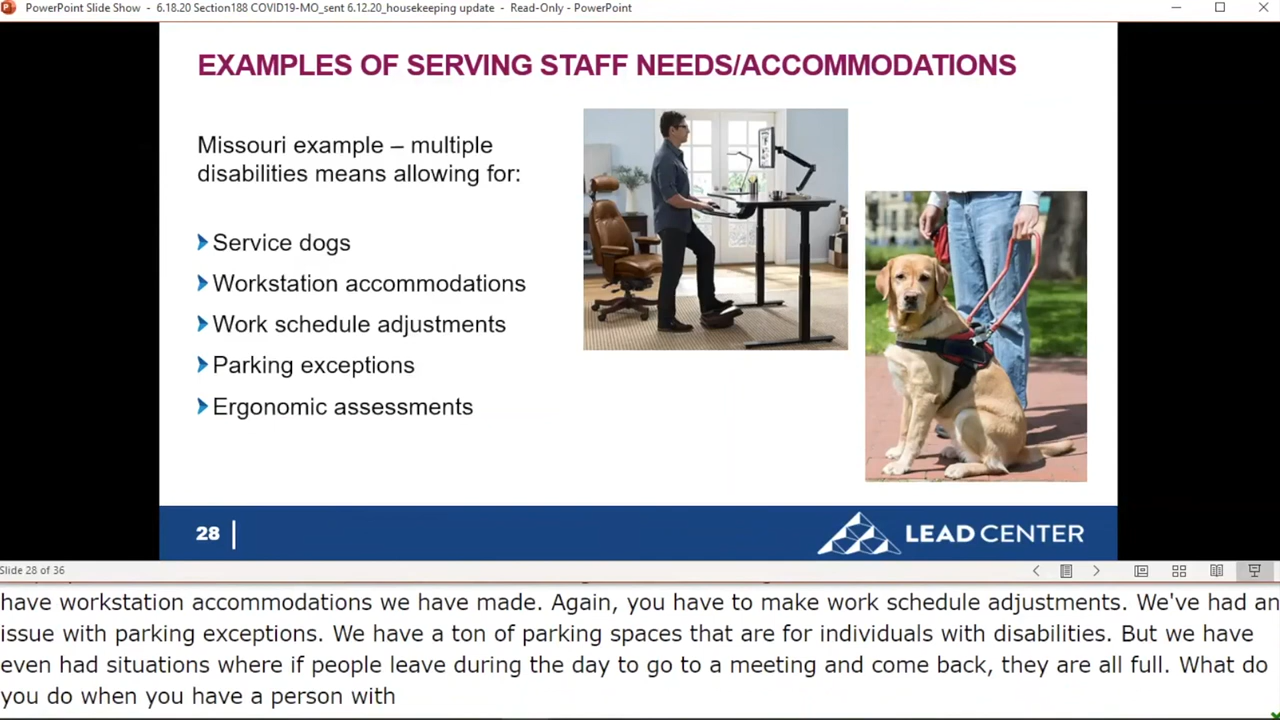 PowerPoint Slide Show - 6.18.20 Section188 COVID19-MO_sent 6.12.20_housekeeping update - Read-Only - PowerPoint
EXAMPLES OF SERVING STAFF NEEDS/ACCOMMODATIONS
Missouri example – multiple
disabilities means allowing for:
Service dogs
Workstation accommodations
Work schedule adjustments
Parking exceptions
Ergonomic assessments
28
LEAD CENTER
Slide 28 of 36
have workstation accommodations we have made. Again, you have to make work schedule adjustments. We've had an
issue with parking exceptions. We have a ton of parking spaces that are for individuals with disabilities. But we have
even had situations where if people leave during the day to go to a meeting and come back, they are all full. What do
you do when you have a person with